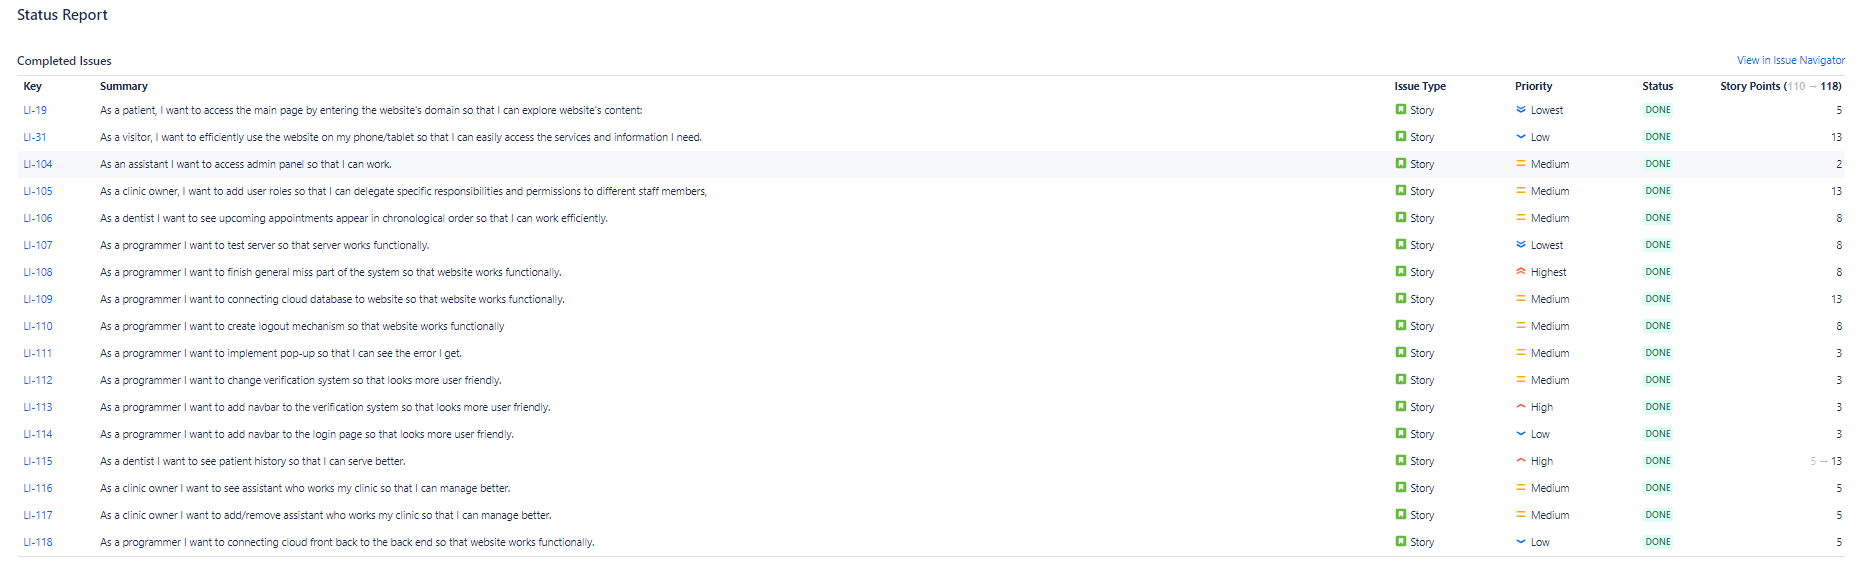 Status Report
Completed Issues View in Issue Navigator
Key Summary Issue Type Priority Status Story Points (110 → 118)
LI-19 As a patient, I want to access the main page by entering the website's domain so that I can explore website's content: Story Lowest DONE 5
LI-31 As a visitor, I want to efficiently use the website on my phone/tablet so that I can easily access the services and information I need. Story Low DONE 13
LI-104 As an assistant I want to access admin panel so that I can work. Story Medium DONE 2
LI-105 As a clinic owner, I want to add user roles so that I can delegate specific responsibilities and permissions to different staff members, Story Medium DONE 13
LI-106 As a dentist I want to see upcoming appointments appear in chronological order so that I can work efficiently. Story Medium DONE 8
LI-107 As a programmer I want to test server so that server works functionally. Story Lowest DONE 8
LI-108 As a programmer I want to finish general miss part of the system so that website works functionally. Story Highest DONE 8
LI-109 As a programmer I want to connecting cloud database to website so that website works functionally. Story Medium DONE 13
LI-110 As a programmer I want to create logout mechanism so that website works functionally Story Medium DONE 8
LI-111 As a programmer I want to implement pop-up so that I can see the error I get. Story Medium DONE 3
LI-112 As a programmer I want to change verification system so that looks more user friendly. Story Medium DONE 3
LI-113 As a programmer I want to add navbar to the verification system so that looks more user friendly. Story High DONE 3
LI-114 As a programmer I want to add navbar to the login page so that looks more user friendly. Story Low DONE 3
LI-115 As a dentist I want to see patient history so that I can serve better. Story High DONE 5 → 13
LI-116 As a clinic owner I want to see assistant who works my clinic so that I can manage better. Story Medium DONE 5
LI-117 As a clinic owner I want to add/remove assistant who works my clinic so that I can manage better. Story Medium DONE 5
LI-118 As a programmer I want to connecting cloud front back to the back end so that website works functionally. Story Low DONE 5